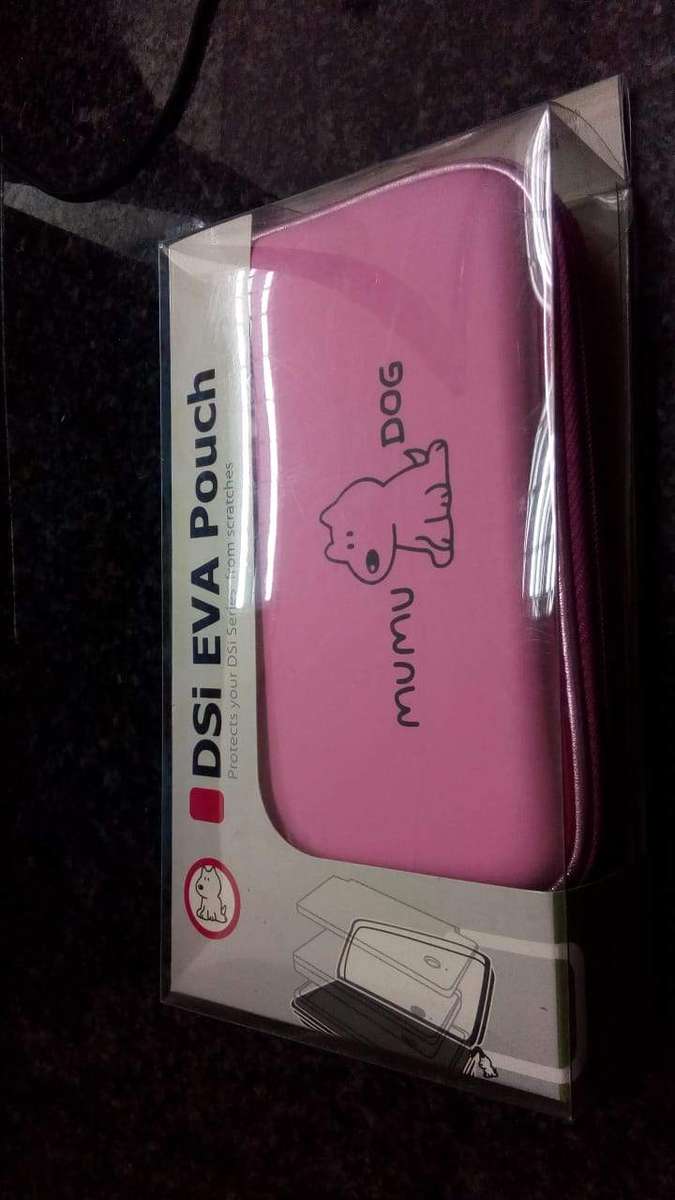 DSi EVA Pouch
Protects your DSi Series from scratches
MUMU DOG